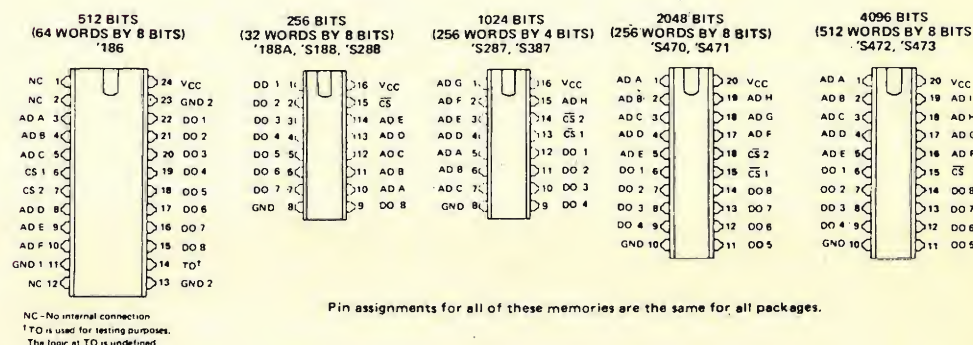 512 BITS
(64 WORDS BY 8 BITS)
'186
NC 1 24 VCC
NC 2 23 GND 2
AD A 3 22 DO 1
AD B 4 21 DO 2
AD C 5 20 DO 3
CS 1 6 19 DO 4
CS 2 7 18 DO 5
AD D 8 17 DO 6
AD E 9 16 DO 7
AD F 10 15 DO 8
GND 1 11 14 TO†
NC 12 13 GND 2
NC – No internal connection
† TO is used for testing purposes.
The logic at TO is undefined
256 BITS
(32 WORDS BY 8 BITS)
'188A, 'S188, 'S288
DO 1 1 16 VCC
DO 2 2 15 C̅S̅
DO 3 3 14 AD E
DO 4 4 13 AD D
DO 5 5 12 AD C
DO 6 6 11 AD B
DO 7 7 10 AD A
GND 8 9 DO 8
1024 BITS
(256 WORDS BY 4 BITS)
'S287, 'S387
AD G 1 16 VCC
AD F 2 15 AD H
AD E 3 14 C̅S̅ 2
AD D 4 13 C̅S̅ 1
AD A 5 12 DO 1
AD B 6 11 DO 2
AD C 7 10 DO 3
GND 8 9 DO 4
2048 BITS
(256 WORDS BY 8 BITS)
'S470, 'S471
AD A 1 20 VCC
AD B 2 19 AD H
AD C 3 18 AD G
AD D 4 17 AD F
AD E 5 18 C̅S̅ 2
DO 1 6 15 C̅S̅ 1
DO 2 7 14 DO 8
DO 3 8 13 DO 7
DO 4 9 12 DO 6
GND 10 11 DO 5
4096 BITS
(512 WORDS BY 8 BITS
'S472, 'S473
AD A 1 20 VCC
AD B 2 19 AD
AD C 3 18 AD
AD D 4 17 AD
AD E 5 16 AD
DO 1 6 15 C̅S̅
DO 2 7 14 DO
DO 3 8 13 DO 7
DO 4 9 12 DO
GND 10 11 DO
Pin assignments for all of these memories are the same for all packages.